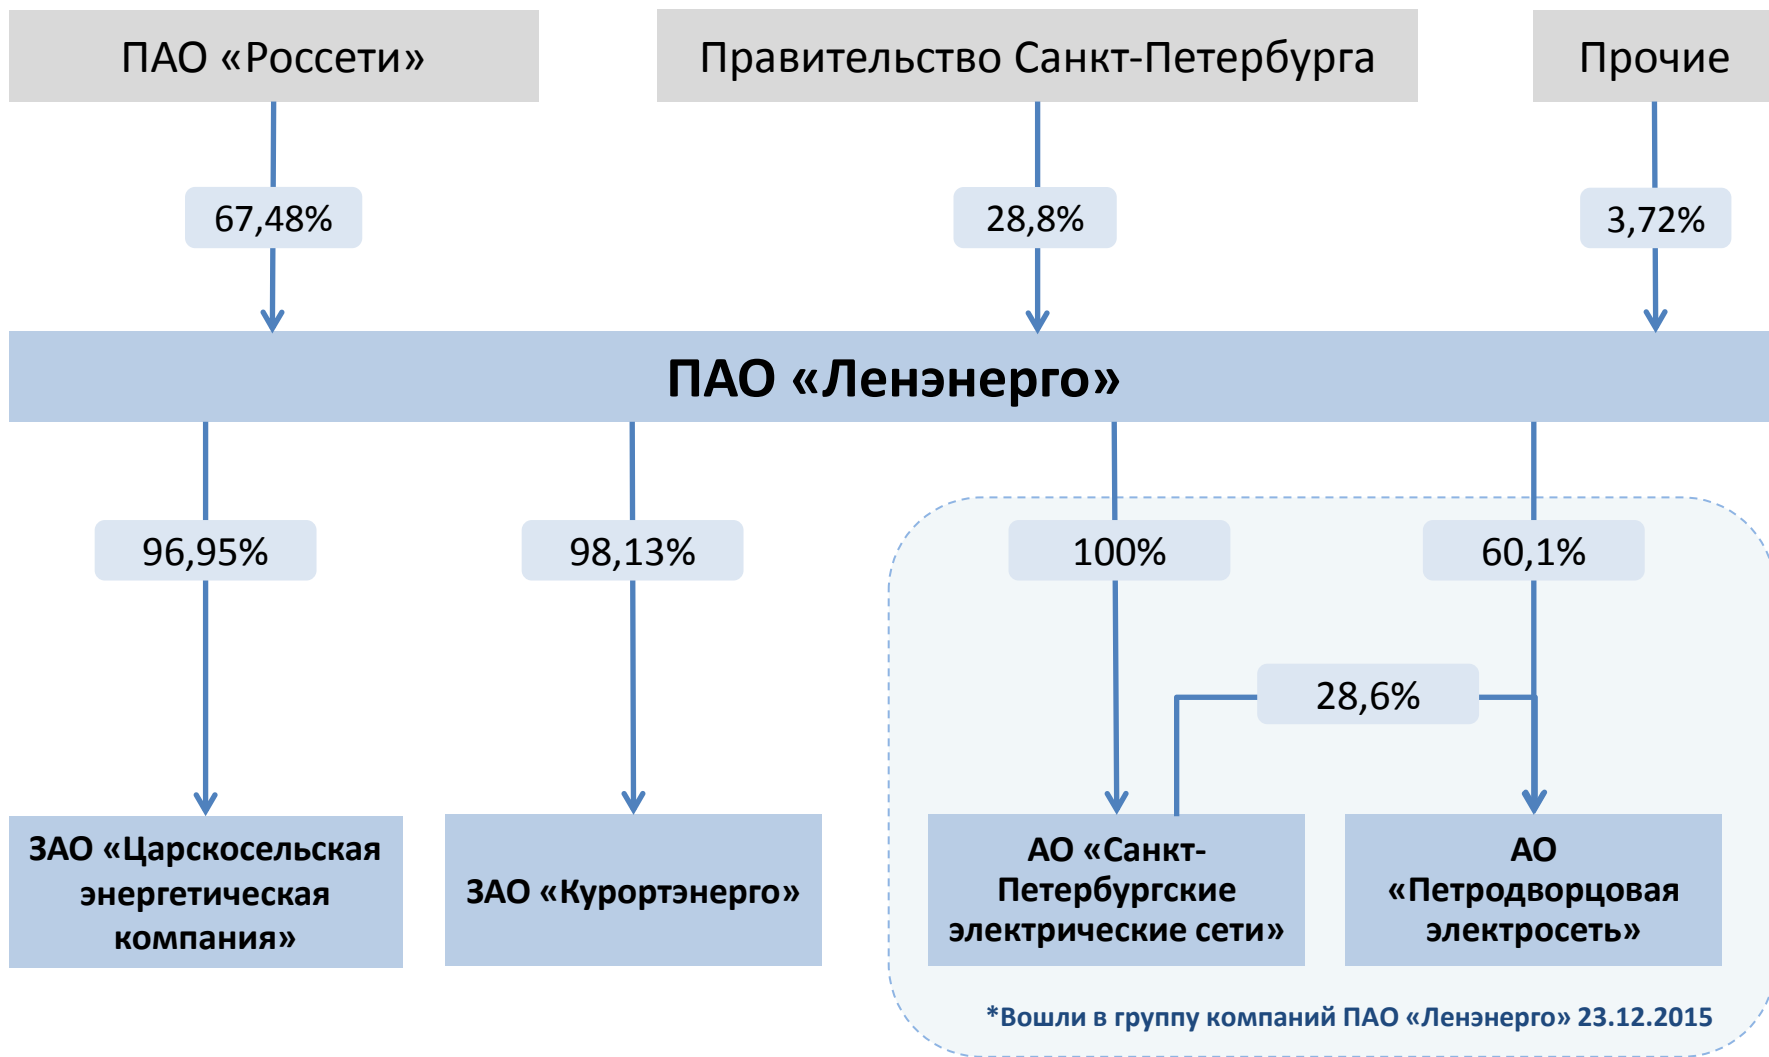 ПАО «Россети»
Правительство Санкт-Петербурга
Прочие
67,48%
28,8%
3,72%
ПАО «Ленэнерго»
96,95%
98,13%
100%
60,1%
28,6%
ЗАО «Царскосельская
энергетическая
компания»
ЗАО «Курортэнерго»
АО «Санкт-
Петербургские
электрические сети»
АО
«Петродворцовая
электросеть»
*Вошли в группу компаний ПАО «Ленэнерго» 23.12.2015